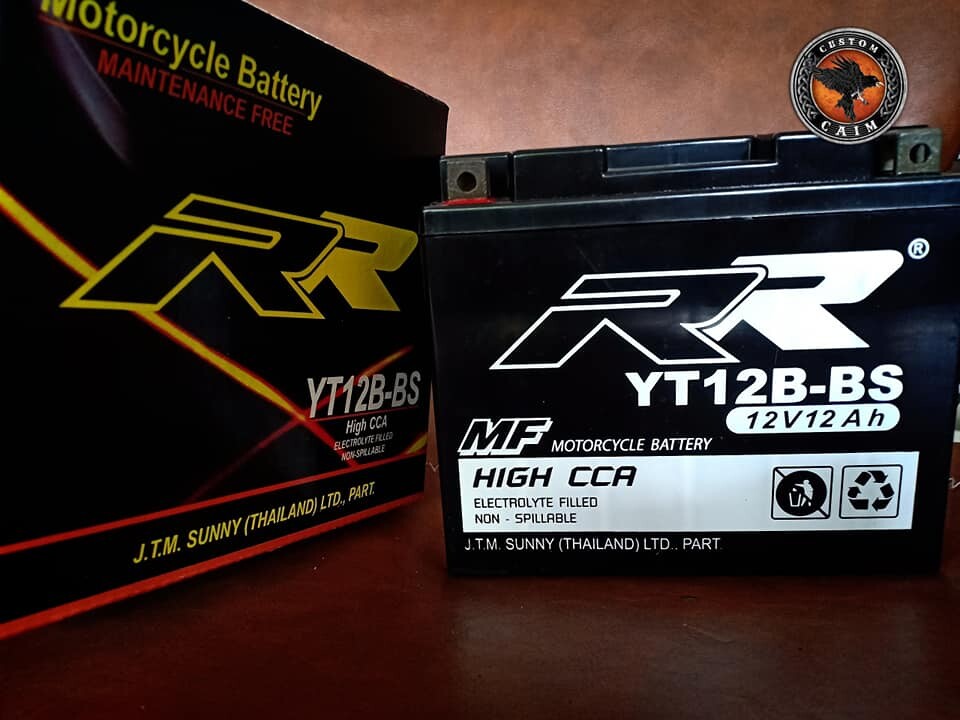 Motorcycle Battery
MAINTENANCE FREE
RR
YT12B-BS
High CCA
ELECTROLYTE FILLED
NON-SPILLABLE
J.T.M. SUNNY (THAILAND) LTD., PART.
CUSTOM
CAIM
RR®
YT12B-BS
12V12Ah
MF MOTORCYCLE BATTERY
HIGH CCA
ELECTROLYTE FILLED
NON - SPILLABLE
J.T.M. SUNNY (THAILAND) LTD., PART.